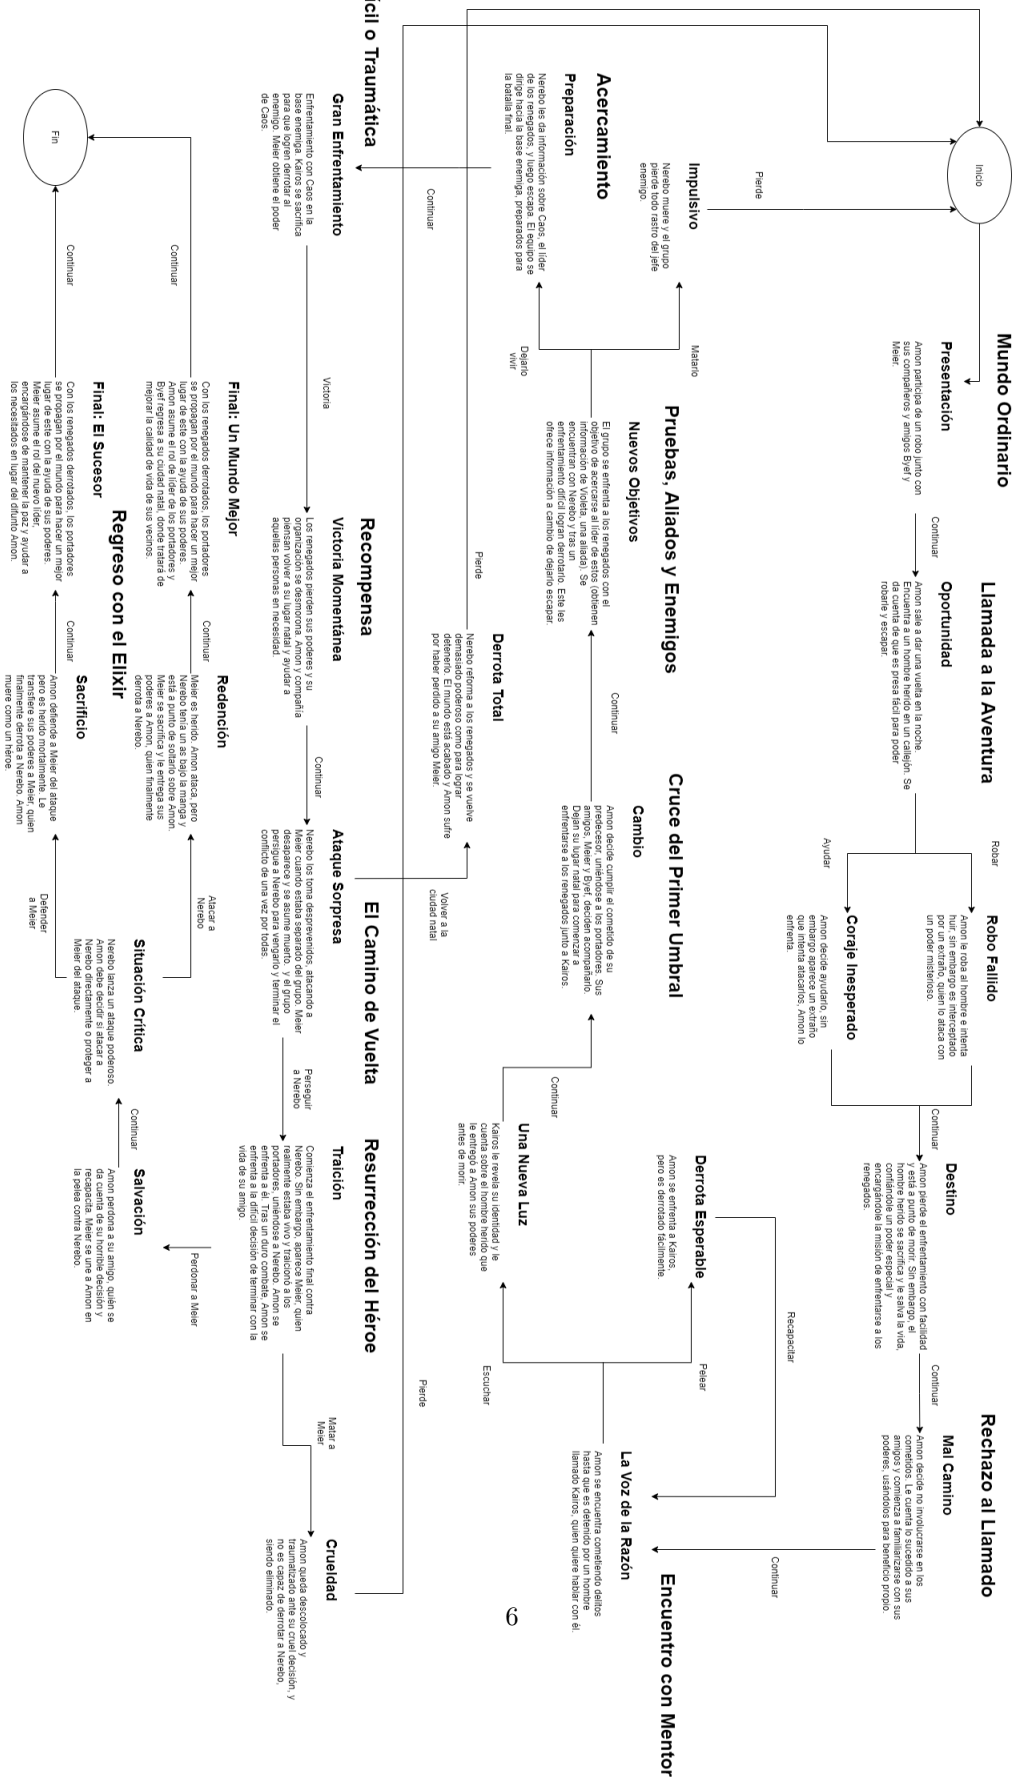 Inicio
Mundo Ordinario
Presentación
Amon participa de un robo junto con
sus compañeros y amigos Byef y
Meier.
Continuar
Llamada a la Aventura
Oportunidad
Amon sale a dar una vuelta en la noche.
Encuentra a un hombre herido en un callejón. Se
da cuenta de que es presa fácil para poder
robarle y escapar.
Robar
Ayudar
Robo Fallido
Amon le roba al hombre e intenta
huir, sin embargo es interceptado
por un extraño, quien lo ataca con
un poder misterioso.
Coraje Inesperado
Amon decide ayudarlo, sin
embargo aparece un extraño
que intenta atacarlos, Amon lo
enfrenta.
Continuar
Destino
Amon pierde el enfrentamiento con facilidad
y está a punto de morir. Sin embargo, el
hombre herido se sacrifica y le salva la vida,
confiándole un poder especial y
encargándole la misión de enfrentarse a los
renegados.
Continuar
Rechazo al Llamado
Mal Camino
Amon decide no involucrarse en los
cometidos. Le cuenta lo sucedido a sus
amigos y comienza a familiarizarse con sus
poderes, usándolos para beneficio propio.
Continuar
Encuentro con Mentor
La Voz de la Razón
Amon se encuentra cometiendo delitos
hasta que es detenido por un hombre
llamado Kairos, quien quiere hablar con él.
Pelear
Escuchar
Derrota Esperable
Amon se enfrenta a Kairos,
pero es derrotado fácilmente.
Recapacitar
Una Nueva Luz
Kairos le revela su identidad y le
cuenta sobre el hombre herido que
le entregó a Amon sus poderes
antes de morir.
Continuar
Cruce del Primer Umbral
Cambio
Amon decide cumplir el cometido de su
predecesor, uniéndose a los portadores. Sus
amigos, Meier y Byef, deciden acompañarlo.
Dejan su lugar natal para comenzar a
enfrentarse a los renegados junto a Kairos.
Continuar
Pruebas, Aliados y Enemigos
Nuevos Objetivos
El grupo se enfrenta a los renegados con el
objetivo de acercarse al líder de estos (obtienen
información de Violeta, una aliada). Se
encuentran con Nerebo y tras un
enfrentamiento difícil logran derrotarlo. Este les
ofrece información a cambio de dejarlo escapar.
Matarlo
Dejarlo
vivir
Impulsivo
Nerebo muere y el grupo
pierde todo rastro del jefe
enemigo.
Pierde
Acercamiento
Preparación
Nerebo les da información sobre Caos, el líder
de los renegados, y luego escapa. El equipo se
dirige hacia la base enemiga, preparados para
la batalla final.
Continuar
cil o Traumática
Gran Enfrentamiento
Enfrentamiento con Caos en la
base enemiga. Kairos se sacrifica
para que logren derrotar al
enemigo. Meier obtiene el poder
de Caos.
Victoria
Recompensa
Victoria Momentánea
Los renegados pierden sus poderes y su
organización se desmorona. Amon y compañía
piensan volver a su lugar natal y ayudar a
aquellas personas en necesidad.
Continuar
El Camino de Vuelta
Ataque Sorpresa
Nerebo los toma desprevenidos, atacando a
Meier cuando estaba separado del grupo. Meier
desaparece y se asume muerto, y el grupo
persigue a Nerebo para vengarlo y terminar el
conflicto de una vez por todas.
Volver a la
ciudad natal
Derrota Total
Nerebo reforma a los renegados y se vuelve
demasiado poderoso como para lograr
detenerlo. El mundo está acabado y Amon sufre
por haber perdido a su amigo Meier.
Pierde
Perseguir
a Nerebo
Resurrección del Héroe
Traición
Comienza el enfrentamiento final contra
Nerebo. Sin embargo, aparece Meier, quien
realmente estaba vivo y traicionó a los
portadores, uniéndose a Nerebo. Amon se
enfrenta a él. Tras un duro combate, Amon se
enfrenta a la difícil decisión de terminar con la
vida de su amigo.
Matar a
Meier
Crueldad
Amon queda descolocado y
traumatizado ante su cruel decisión, y
no es capaz de derrotar a Nerebo,
siendo eliminado.
Pierde
Perdonar a Meier
Salvación
Amon perdona a su amigo, quién se
da cuenta de su horrible decisión y
recapacita. Meier se une a Amon en
la pelea contra Nerebo.
Continuar
Situación Crítica
Nerebo lanza un ataque poderoso.
Amon debe decidir si atacar a
Nerebo directamente o proteger a
Meier del ataque.
Atacar a
Nerebo
Defender
a Meier
Redención
Meier es herido. Amon ataca, pero
Nerebo tenía un as bajo la manga y
está a punto de soltarlo sobre Amon.
Meier se sacrifica y le entrega sus
poderes a Amon, quien finalmente
derrota a Nerebo.
Sacrificio
Amon defiende a Meier del ataque
pero es herido mortalmente. Le
transfiere sus poderes a Meier, quien
finalmente derrota a Nerebo. Amon
muere como un héroe.
Continuar
Continuar
Regreso con el Elixir
Final: Un Mundo Mejor
Con los renegados derrotados, los portadores
se propagan por el mundo para hacer un mejor
lugar de este con la ayuda de sus poderes.
Amon asume el rol de líder de los portadores y
Byef regresa a su ciudad natal, donde tratará de
mejorar la calidad de vida de sus vecinos.
Final: El Sucesor
Con los renegados derrotados, los portadores
se propagan por el mundo para hacer un mejor
lugar de este con la ayuda de sus poderes.
Meier asume el rol del nuevo líder,
encargándose de mantener la paz y ayudar a
los necesitados en lugar del difunto Amon.
Continuar
Continuar
Fin
6